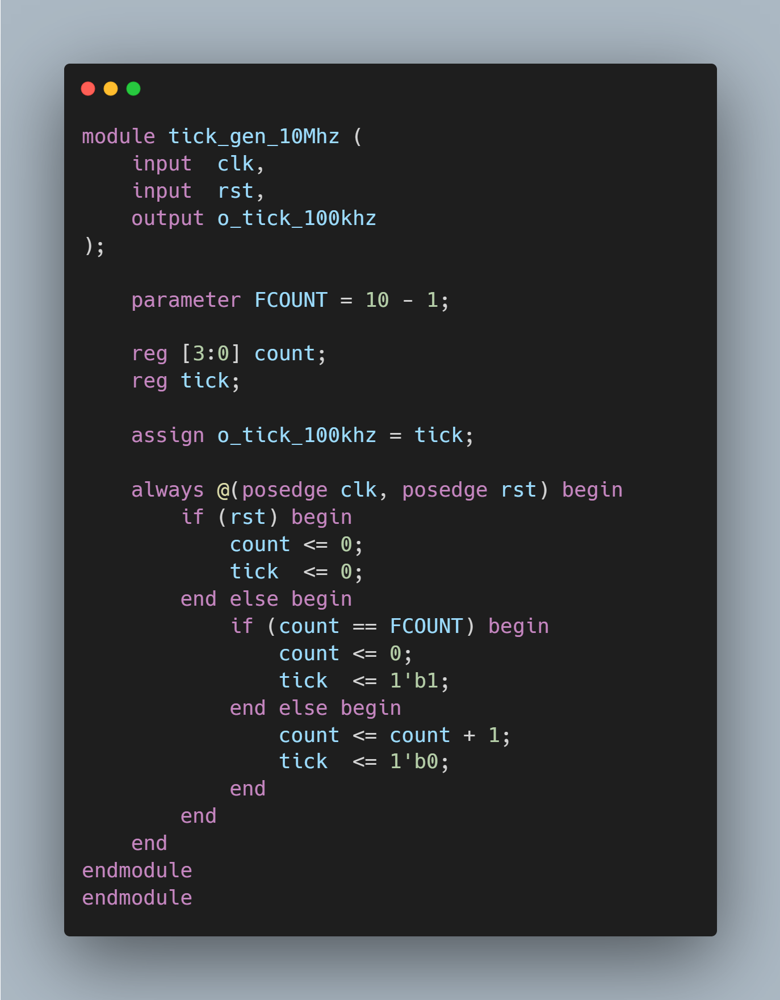 module tick_gen_10Mhz (
    input  clk,
    input  rst,
    output o_tick_100khz
);

    parameter FCOUNT = 10 - 1;

    reg [3:0] count;
    reg tick;

    assign o_tick_100khz = tick;

    always @(posedge clk, posedge rst) begin
        if (rst) begin
            count <= 0;
            tick  <= 0;
        end else begin
            if (count == FCOUNT) begin
                count <= 0;
                tick  <= 1'b1;
            end else begin
                count <= count + 1;
                tick  <= 1'b0;
            end
        end
    end
endmodule
endmodule